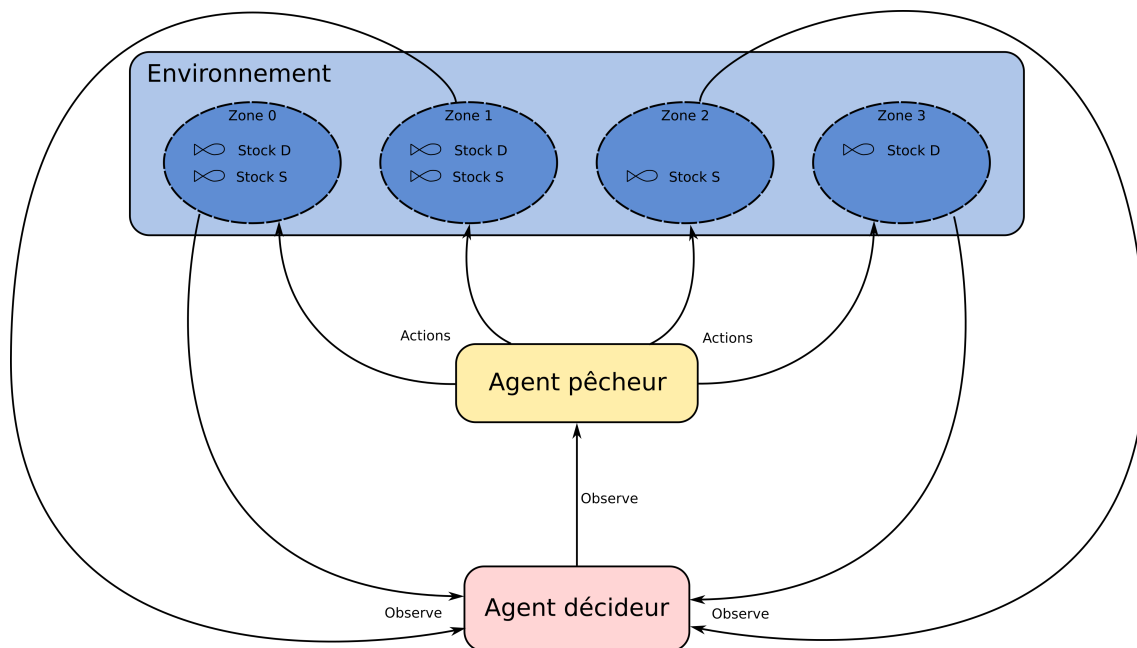 Environnement
Zone 0
Stock D
Stock S
Zone 1
Stock D
Stock S
Zone 2
Stock S
Zone 3
Stock D
Actions
Actions
Agent pêcheur
Observe
Agent décideur
Observe
Observe